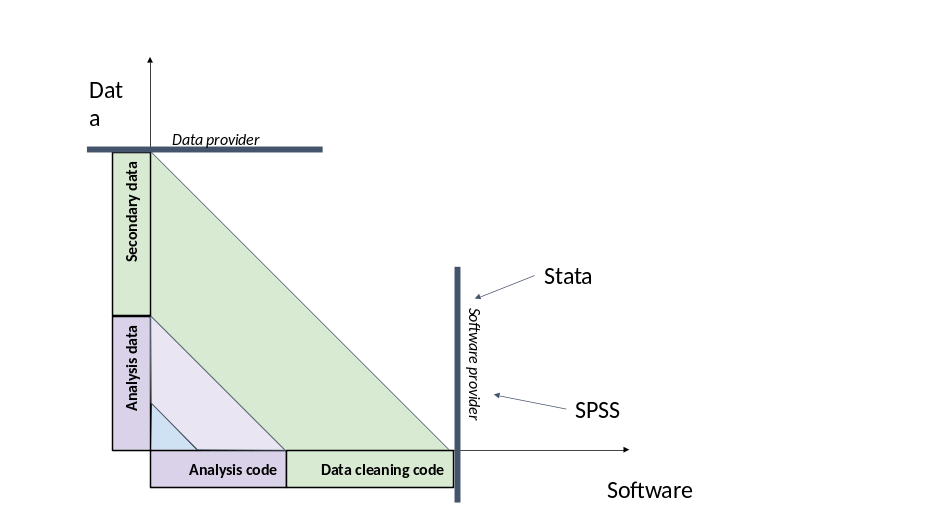 Dat
a
Data provider
Secondary data
Stata
Software provider
Analysis data
SPSS
Analysis code
Data cleaning code
Software